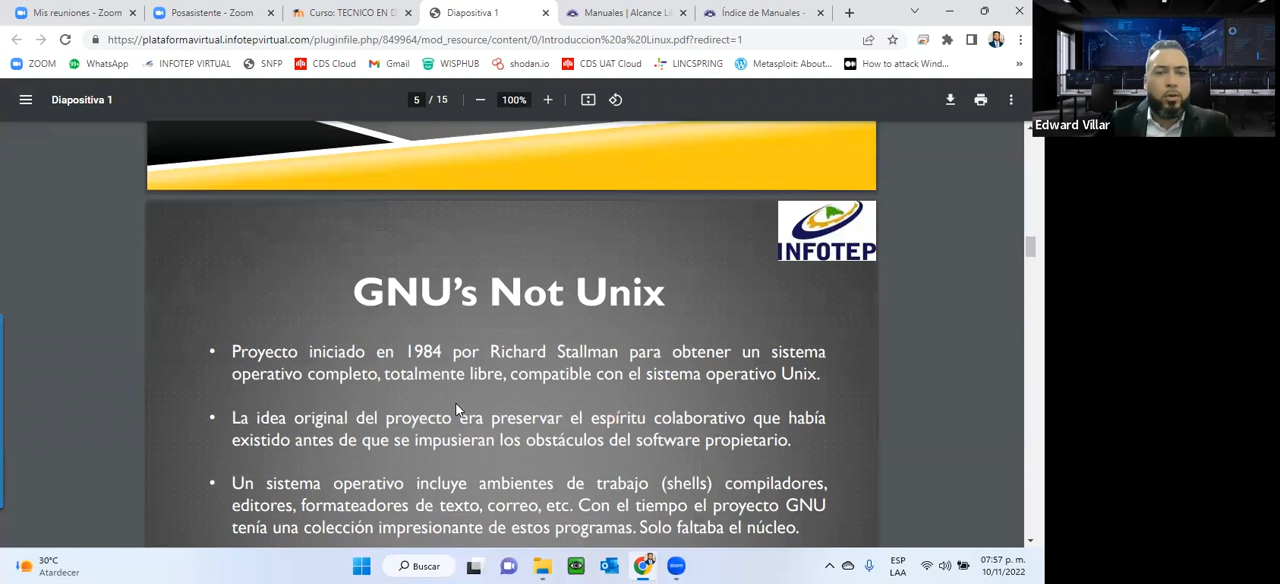 Mis reuniones - Zoom
Posasistente - Zoom
Curso: TECNICO EN D
Diapositiva 1
Manuales | Alcance Lib
Índice de Manuales -
https://plataformavirtual.infotepvirtual.com/pluginfile.php/849964/mod_resource/content/0/Introduccion%20a%20Linux.pdf?redirect=1
ZOOM
WhatsApp
INFOTEP VIRTUAL
SNFP
CDS Cloud
Gmail
WISPHUB
shodan.io
CDS UAT Cloud
LINCSPRING
Metasploit: About...
How to attack Wind...
Diapositiva 1
5 / 15
100%
Edward Villar
INFOTEP
GNU's Not Unix
• Proyecto iniciado en 1984 por Richard Stallman para obtener un sistema
operativo completo, totalmente libre, compatible con el sistema operativo Unix.
• La idea original del proyecto era preservar el espíritu colaborativo que había
existido antes de que se impusieran los obstáculos del software propietario.
• Un sistema operativo incluye ambientes de trabajo (shells) compiladores,
editores, formateadores de texto, correo, etc. Con el tiempo el proyecto GNU
tenía una colección impresionante de estos programas. Solo faltaba el núcleo.
30°C
Atardecer
Buscar
ESP
LAA
07:57 p. m.
10/11/2022